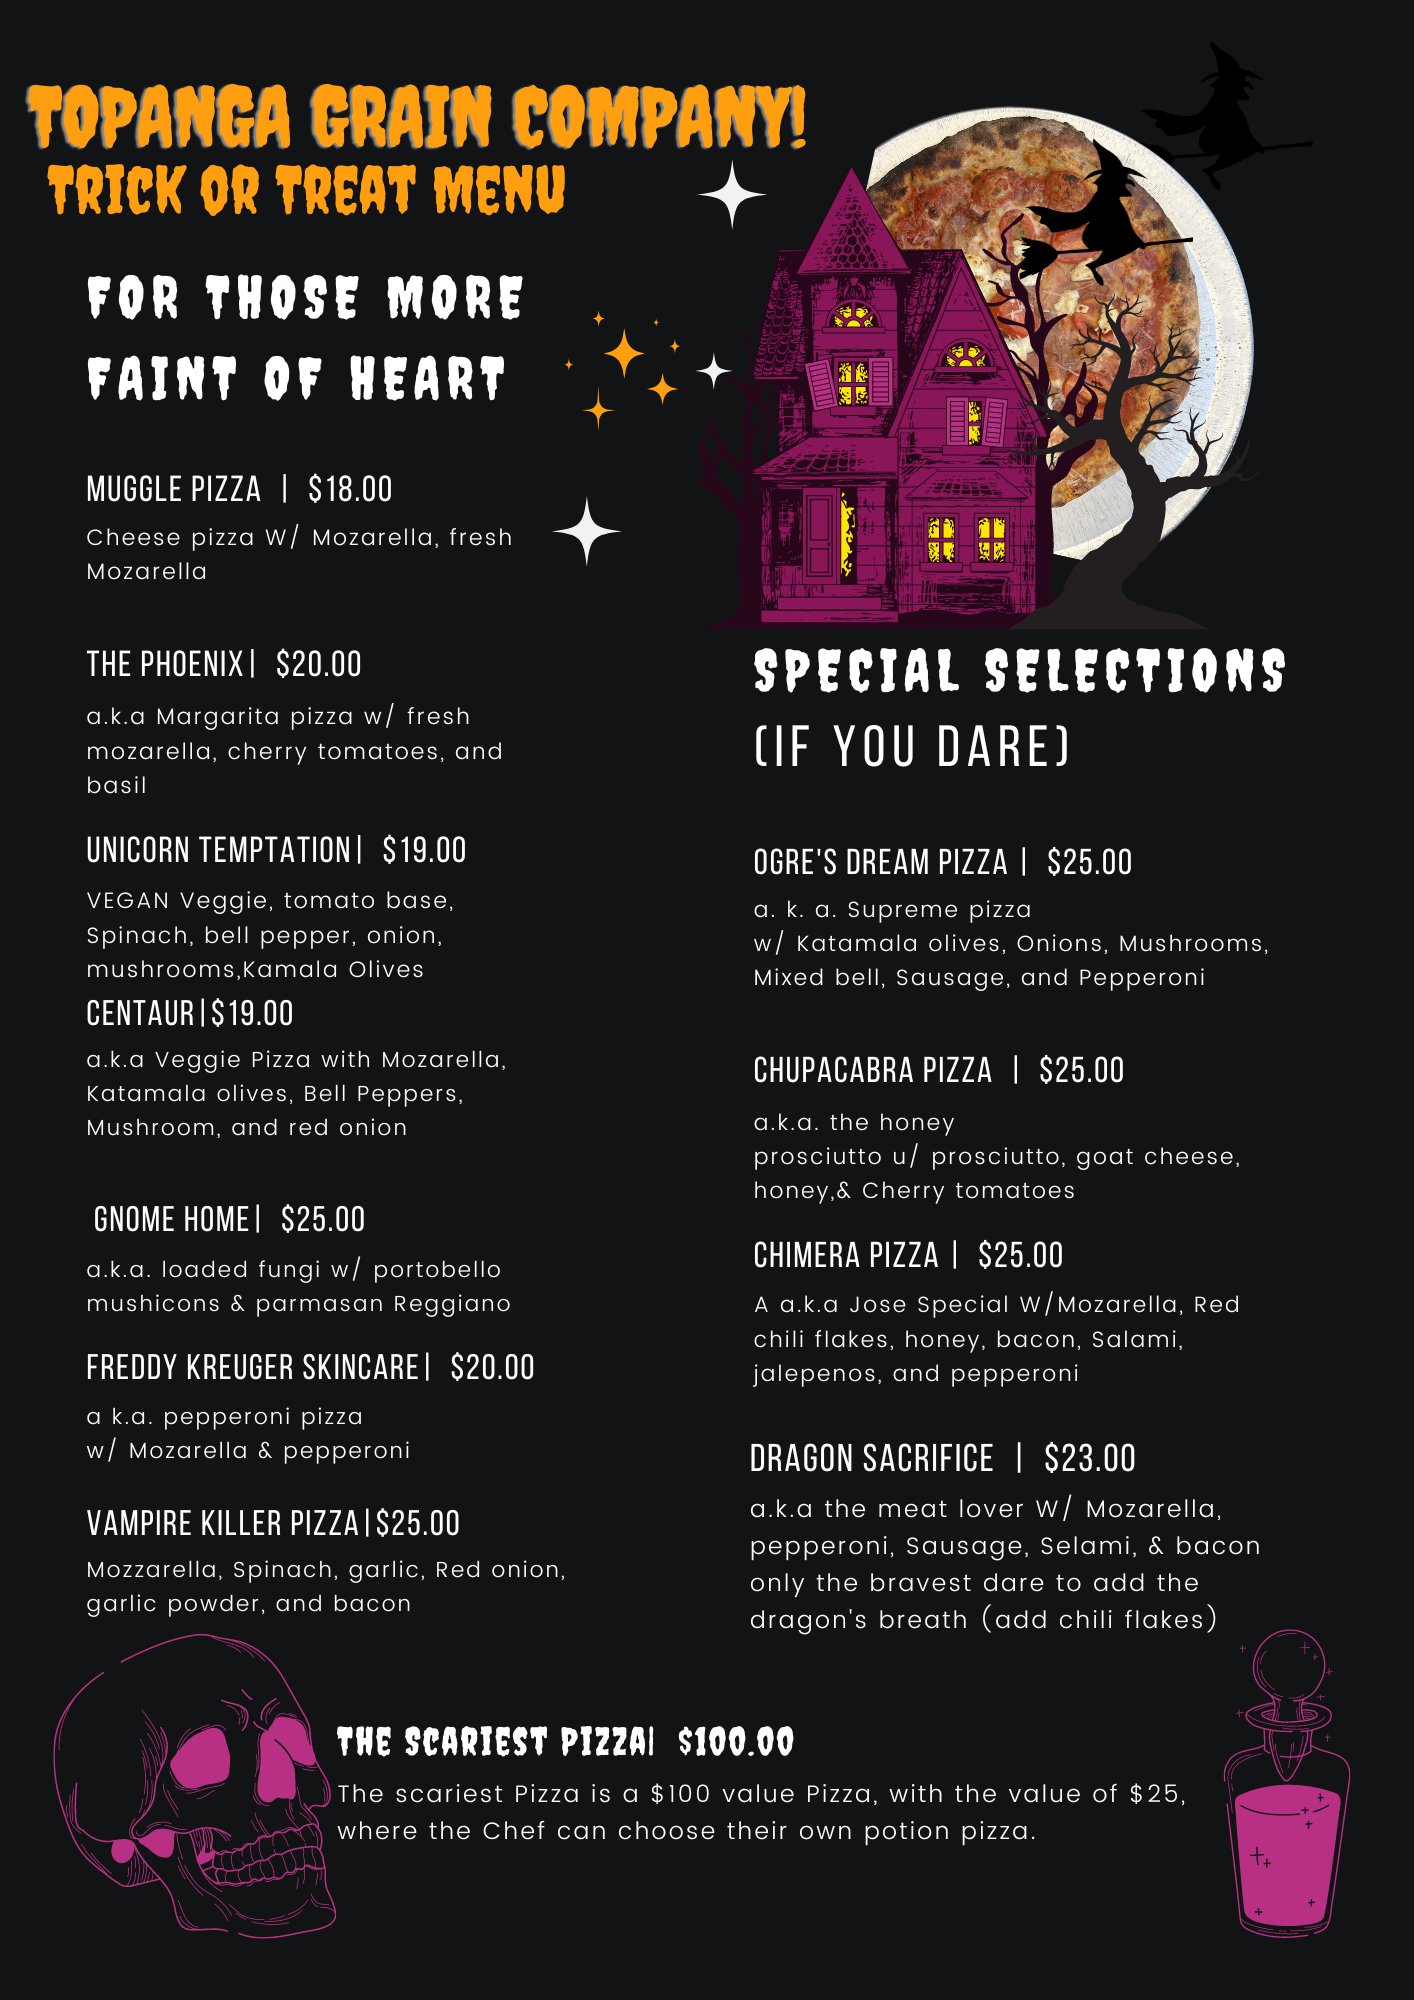 TOPANGA GRAIN COMPANY!
TRICK OR TREAT MENU
FOR THOSE MORE
FAINT OF HEART
MUGGLE PIZZA | $18.00
Cheese pizza W/ Mozarella, fresh
Mozarella
THE PHOENIX| $20.00
a.k.a Margarita pizza w/ fresh
mozarella, cherry tomatoes, and
basil
UNICORN TEMPTATION| $19.00
VEGAN Veggie, tomato base,
Spinach, bell pepper, onion,
mushrooms,Kamala Olives
CENTAUR|$19.00
a.k.a Veggie Pizza with Mozarella,
Katamala olives, Bell Peppers,
Mushroom, and red onion
GNOME HOME| $25.00
a.k.a. loaded fungi w/ portobello
mushicons & parmasan Reggiano
FREDDY KREUGER SKINCARE| $20.00
a k.a. pepperoni pizza
w/ Mozarella & pepperoni
VAMPIRE KILLER PIZZA|$25.00
Mozzarella, Spinach, garlic, Red onion,
garlic powder, and bacon
SPECIAL SELECTIONS
(IF YOU DARE)
OGRE'S DREAM PIZZA | $25.00
a. k. a. Supreme pizza
w/ Katamala olives, Onions, Mushrooms,
Mixed bell, Sausage, and Pepperoni
CHUPACABRA PIZZA | $25.00
a.k.a. the honey
prosciutto u/ prosciutto, goat cheese,
honey,& Cherry tomatoes
CHIMERA PIZZA | $25.00
A a.k.a Jose Special W/Mozarella, Red
chili flakes, honey, bacon, Salami,
jalepenos, and pepperoni
DRAGON SACRIFICE | $23.00
a.k.a the meat lover W/ Mozarella,
pepperoni, Sausage, Selami, & bacon
only the bravest dare to add the
dragon's breath (add chili flakes)
THE SCARIEST PIZZA| $100.00
The scariest Pizza is a $100 value Pizza, with the value of $25,
where the Chef can choose their own potion pizza.